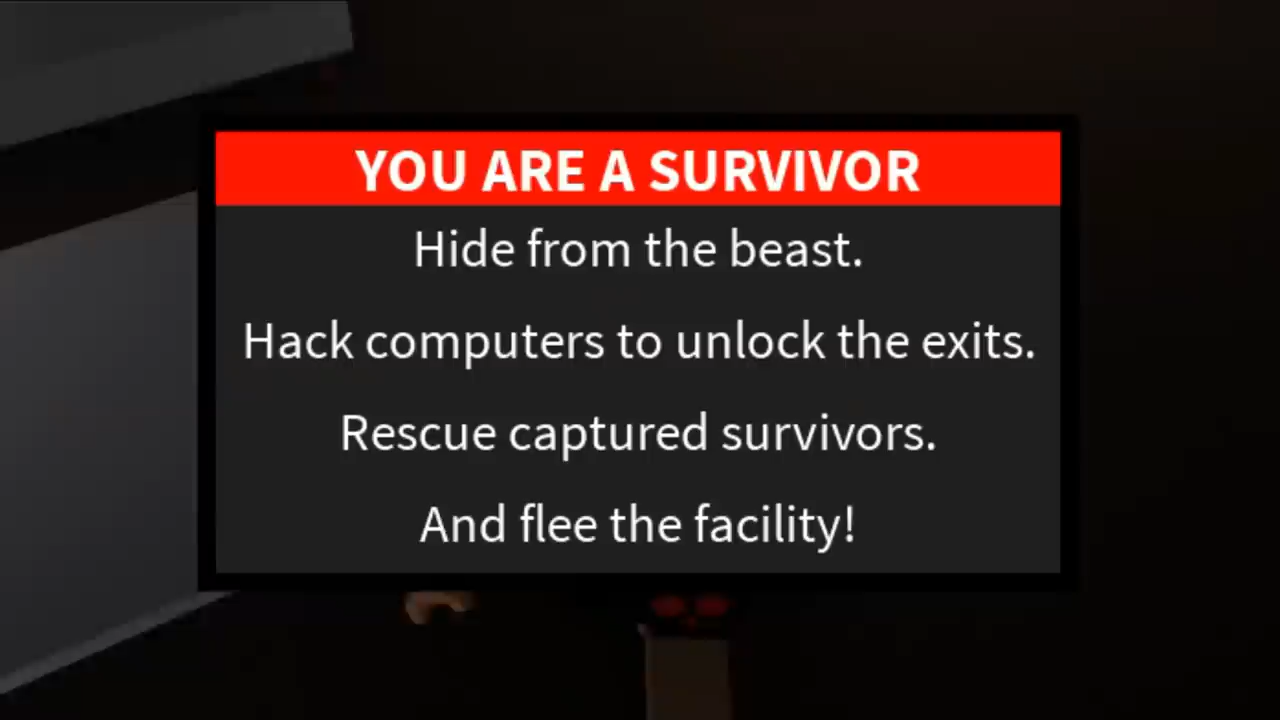 YOU ARE A SURVIVOR
Hide from the beast.
Hack computers to unlock the exits.
Rescue captured survivors.
And flee the facility!